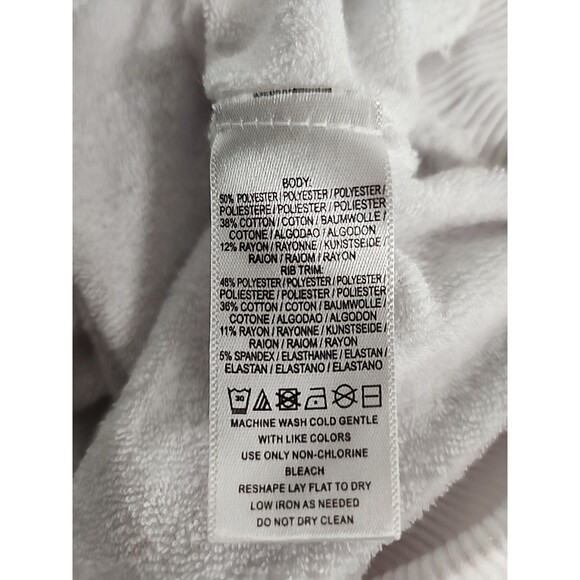 BODY:
50% POLYESTER / POLYESTER / POLYESTER /
POLIESTERE / POLIESTER / POLIESTER
38% COTTON / COTON / BAUMWOLLE /
COTONE / ALGODAO / ALGODON
12% RAYON / RAYONNE / KUNSTSEIDE /
RAION / RAIOM / RAYON
RIB TRIM:
48% POLYESTER / POLYESTER / POLYESTER /
POLIESTERE / POLIESTER / POLIESTER
36% COTTON / COTON / BAUMWOLLE /
COTONE / ALGODAO / ALGODON
11% RAYON / RAYONNE / KUNSTSEIDE /
RAION / RAIOM / RAYON
5% SPANDEX / ELASTHANNE / ELASTAN /
ELASTAN / ELASTANO / ELASTANO
30
MACHINE WASH COLD GENTLE
WITH LIKE COLORS
USE ONLY NON-CHLORINE
BLEACH
RESHAPE LAY FLAT TO DRY
LOW IRON AS NEEDED
DO NOT DRY CLEAN